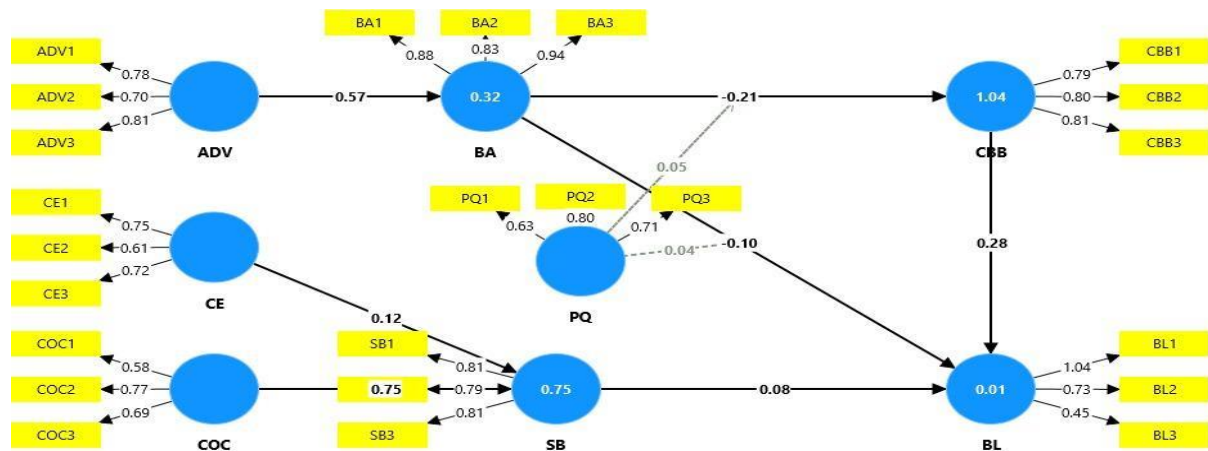 BA1 BA2 BA3
ADV1 CBB1
0.88 0.83 0.94
0.78 0.79
ADV2 0.70 0.57 0.32 -0.21 1.04 0.80 CBB2
0.81 0.81
ADV3 CBB3
ADV BA CBB
0.05
CE1 PQ1 PQ2 PQ3
0.75 0.63 0.80 0.71
CE2 0.61 0.04 -0.10 0.28
0.72
CE3
CE PQ
0.12
COC1 SB1 BL1
0.58 0.81 1.04
COC2 0.77 0.75 0.79 0.75 0.08 0.01 0.73 BL2
0.69 0.81 0.45
COC3 SB3 BL3
COC SB BL